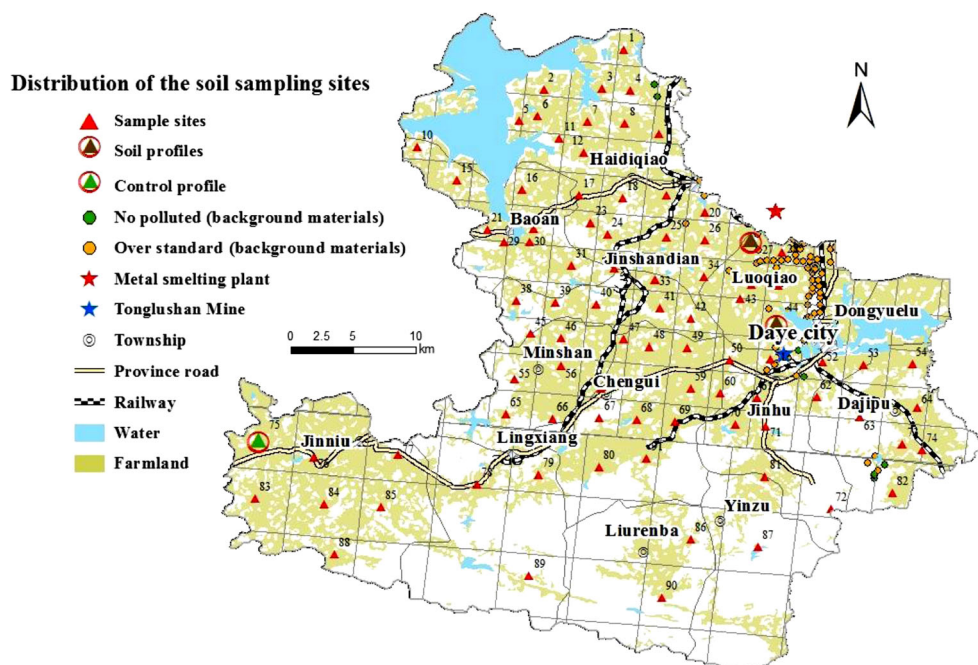 Distribution of the soil sampling sites
Sample sites
Soil profiles
Control profile
No polluted (background materials)
Over standard (background materials)
Metal smelting plant
Tonglushan Mine
Township
Province road
Railway
Water
Farmland
0 5 10
km
N
1
2 3 4
5 6 7 8
10 11 12
Haidiqiao
15 16 17 18
20
21 Baoan 23 24 25 26 27
29 30
31 Jinshandian 33 34 Luoqiao
38 39 40 41 42 43 44
Dongyuelu
Daye city
45 46 47 48 49 50 52 53 54
Minshan
55 56 Chengui 59 60 62
65 66 67 68 69 70 Jinhu 63 Dajipu 64
71
75 Jinniu Lingxiang 74
79 80 81 82
83 84 85
72
Yinzu
Liurenba 86 87
88 89 90